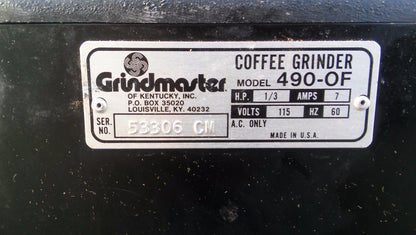 Grindmaster
OF KENTUCKY, INC.
P.O. BOX 35020
LOUISVILLE, KY. 40232
SER. NO. 53306 CM
COFFEE GRINDER
MODEL 490-OF
H.P. 1/3 AMPS 7
VOLTS 115 HZ 60
A.C. ONLY
MADE IN U.S.A.